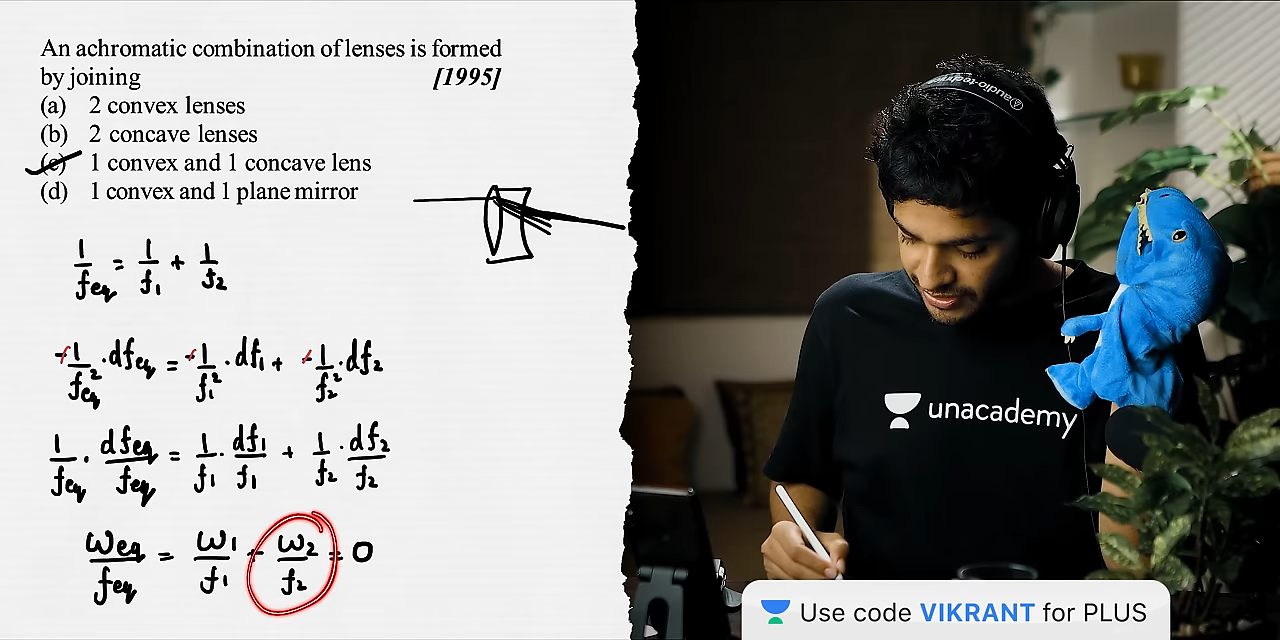 An achromatic combination of lenses is formed
by joining [1995]
(a) 2 convex lenses
(b) 2 concave lenses
(c) 1 convex and 1 concave lens
(d) 1 convex and 1 plane mirror
1/feq = 1/f₁ + 1/f₂
-1/feq² · dfeq = -1/f₁² · df₁ + -1/f₂² · df₂
1/feq · dfeq/feq = 1/f₁ · df₁/f₁ + 1/f₂ · df₂/f₂
ωeq/feq = ω₁/f₁ + ω₂/f₂ = 0
audio-technica
unacademy
Use code VIKRANT for PLUS